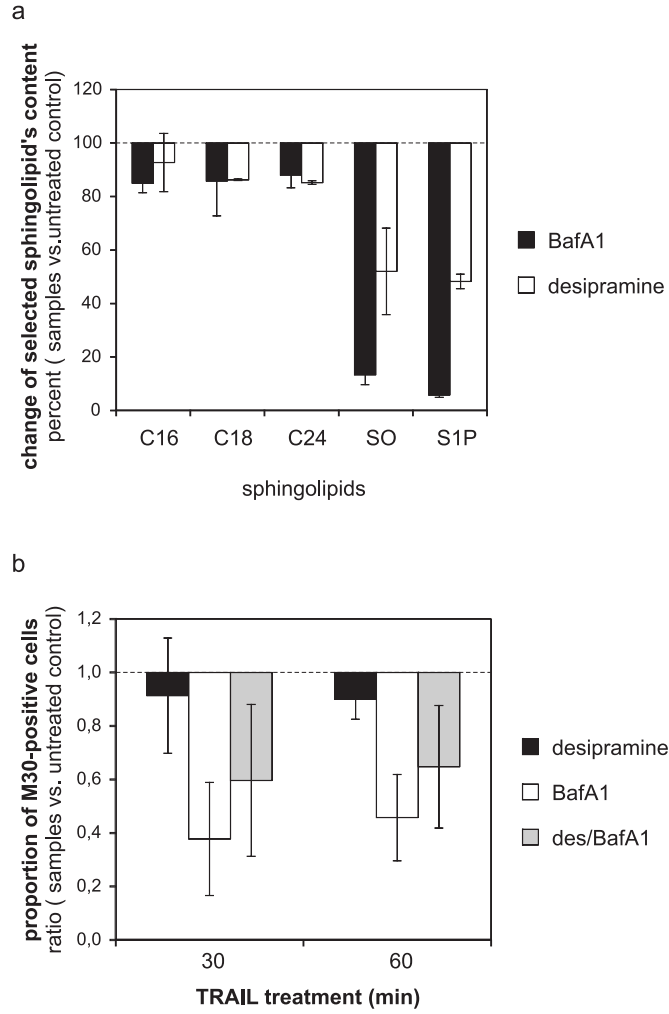 a
change of selected sphingolipid's content
percent ( samples vs.untreated control)
120
100
80
60
40
20
0
C16 C18 C24 SO S1P
sphingolipids
BafA1
desipramine
b
proportion of M30-positive cells
ratio ( samples vs. untreated control)
1,2
1,0
0,8
0,6
0,4
0,2
0,0
30 60
TRAIL treatment (min)
desipramine
BafA1
des/BafA1